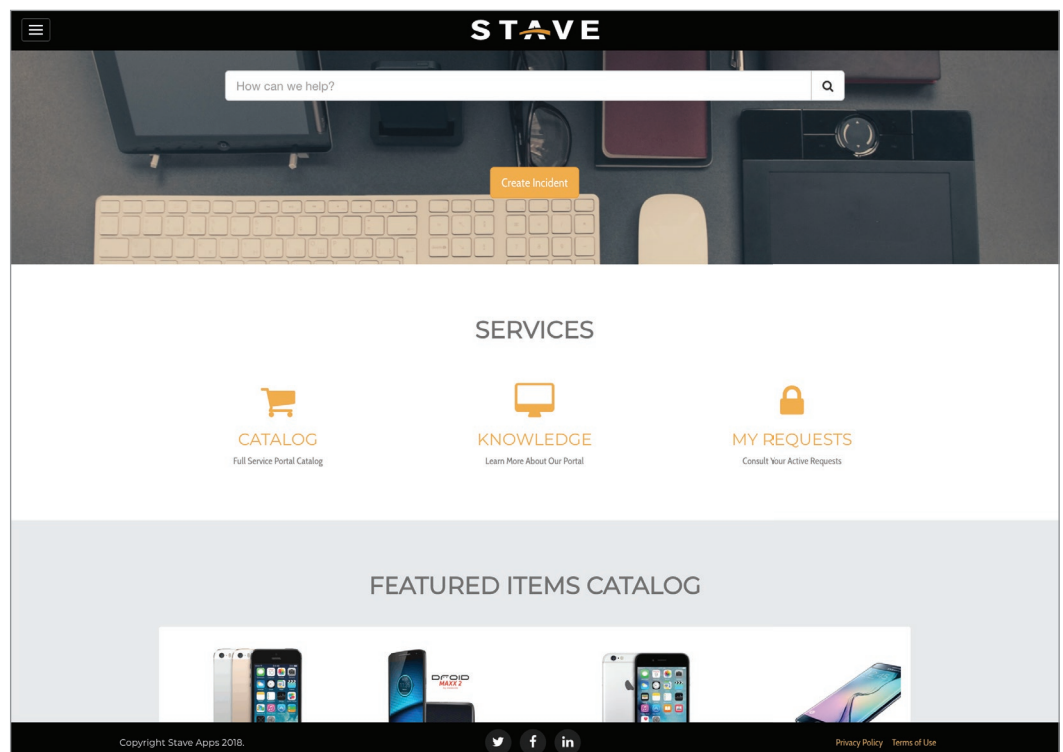 STAVE
How can we help?
Create Incident
SERVICES
CATALOG
Full Service Portal Catalog
KNOWLEDGE
Learn More About Our Portal
MY REQUESTS
Consult Your Active Requests
FEATURED ITEMS CATALOG
DROID
MAXX 2
Copyright Stave Apps 2018.
Privacy Policy Terms of Use